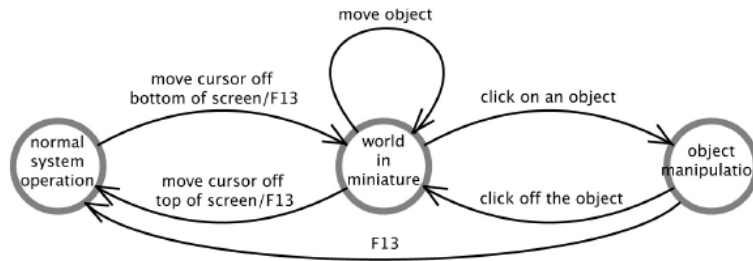 move object
move cursor off
bottom of screen/F13
click on an object
normal
system
operation
world
in
miniature
object
manipulatio
move cursor off
top of screen/F13
click off the object
F13